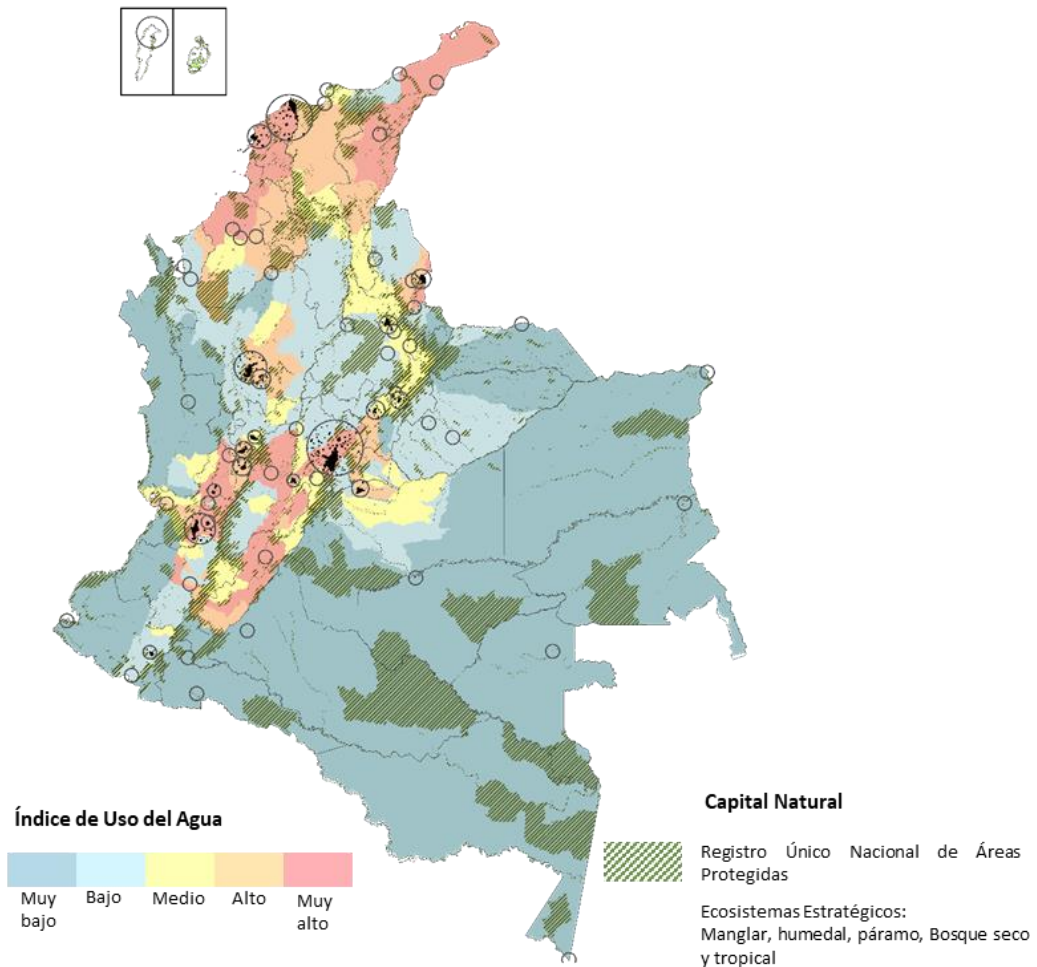 Índice de Uso del Agua
Muy bajo
Bajo
Medio
Alto
Muy alto
Capital Natural
Registro Único Nacional de Áreas
Protegidas
Ecosistemas Estratégicos:
Manglar, humedal, páramo, Bosque seco
y tropical